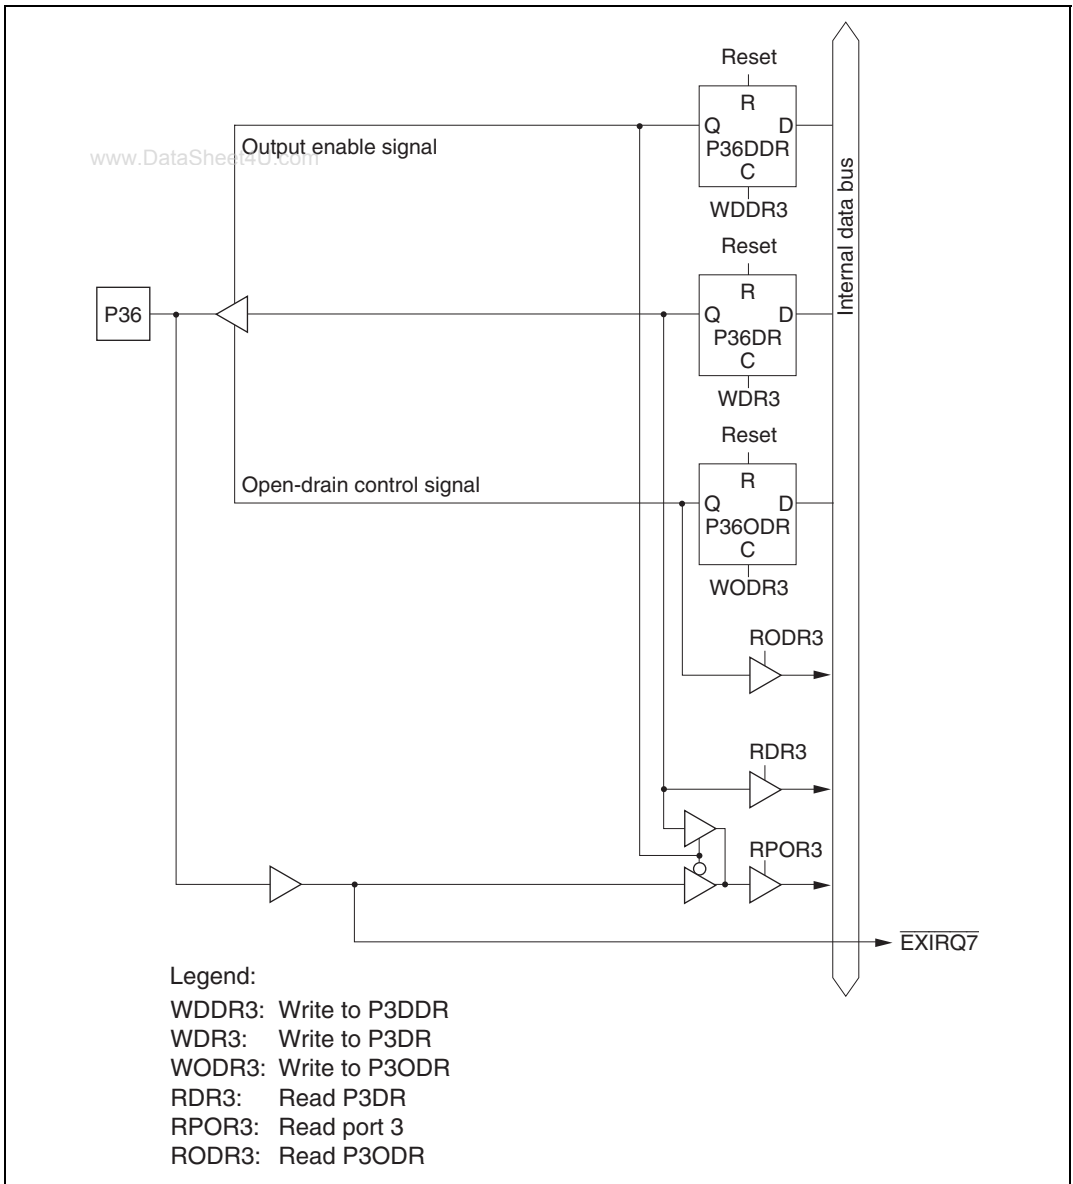 Reset
R
Q D
P36DDR
C
WDDR3
Output enable signal
www.DataSheet4U.com
Internal data bus
Reset
R
Q D
P36DR
C
WDR3
P36
Reset
R
Q D
P36ODR
C
WODR3
Open-drain control signal
RODR3
RDR3
RPOR3
EXIRQ7
Legend:
WDDR3: Write to P3DDR
WDR3: Write to P3DR
WODR3: Write to P3ODR
RDR3: Read P3DR
RPOR3: Read port 3
RODR3: Read P3ODR